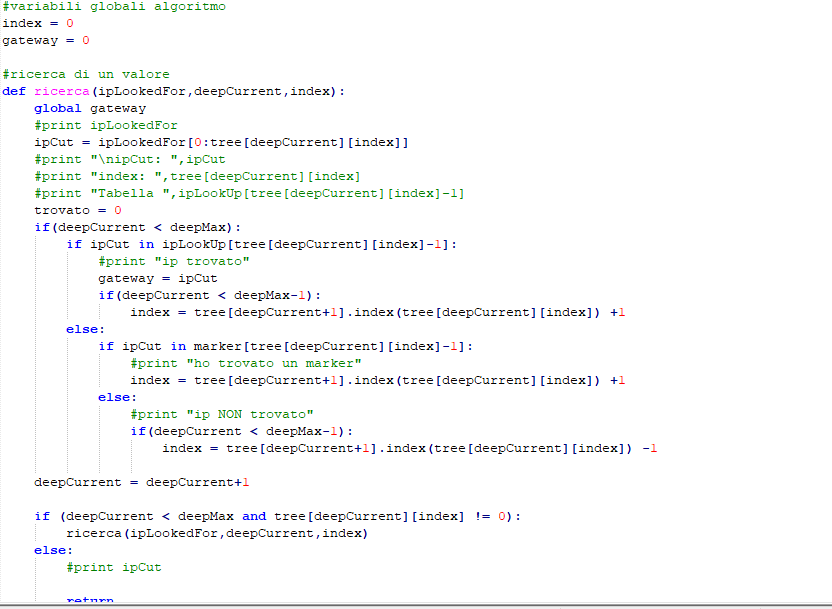 #variabili globali algoritmo
index = 0
gateway = 0
#ricerca di un valore
def ricerca(ipLookedFor,deepCurrent,index):
global gateway
#print ipLookedFor
ipCut = ipLookedFor[0:tree[deepCurrent][index]]
#print "\nipCut: ",ipCut
#print "index: ",tree[deepCurrent][index]
#print "Tabella ",ipLookUp[tree[deepCurrent][index]-1]
trovato = 0
if(deepCurrent < deepMax):
if ipCut in ipLookUp[tree[deepCurrent][index]-1]:
#print "ip trovato"
gateway = ipCut
if(deepCurrent < deepMax-1):
index = tree[deepCurrent+1].index(tree[deepCurrent][index]) +1
else:
if ipCut in marker[tree[deepCurrent][index]-1]:
#print "ho trovato un marker"
index = tree[deepCurrent+1].index(tree[deepCurrent][index]) +1
else:
#print "ip NON trovato"
if(deepCurrent < deepMax-1):
index = tree[deepCurrent+1].index(tree[deepCurrent][index]) -1
deepCurrent = deepCurrent+1
if (deepCurrent < deepMax and tree[deepCurrent][index] != 0):
ricerca(ipLookedFor,deepCurrent,index)
else:
#print ipCut
return